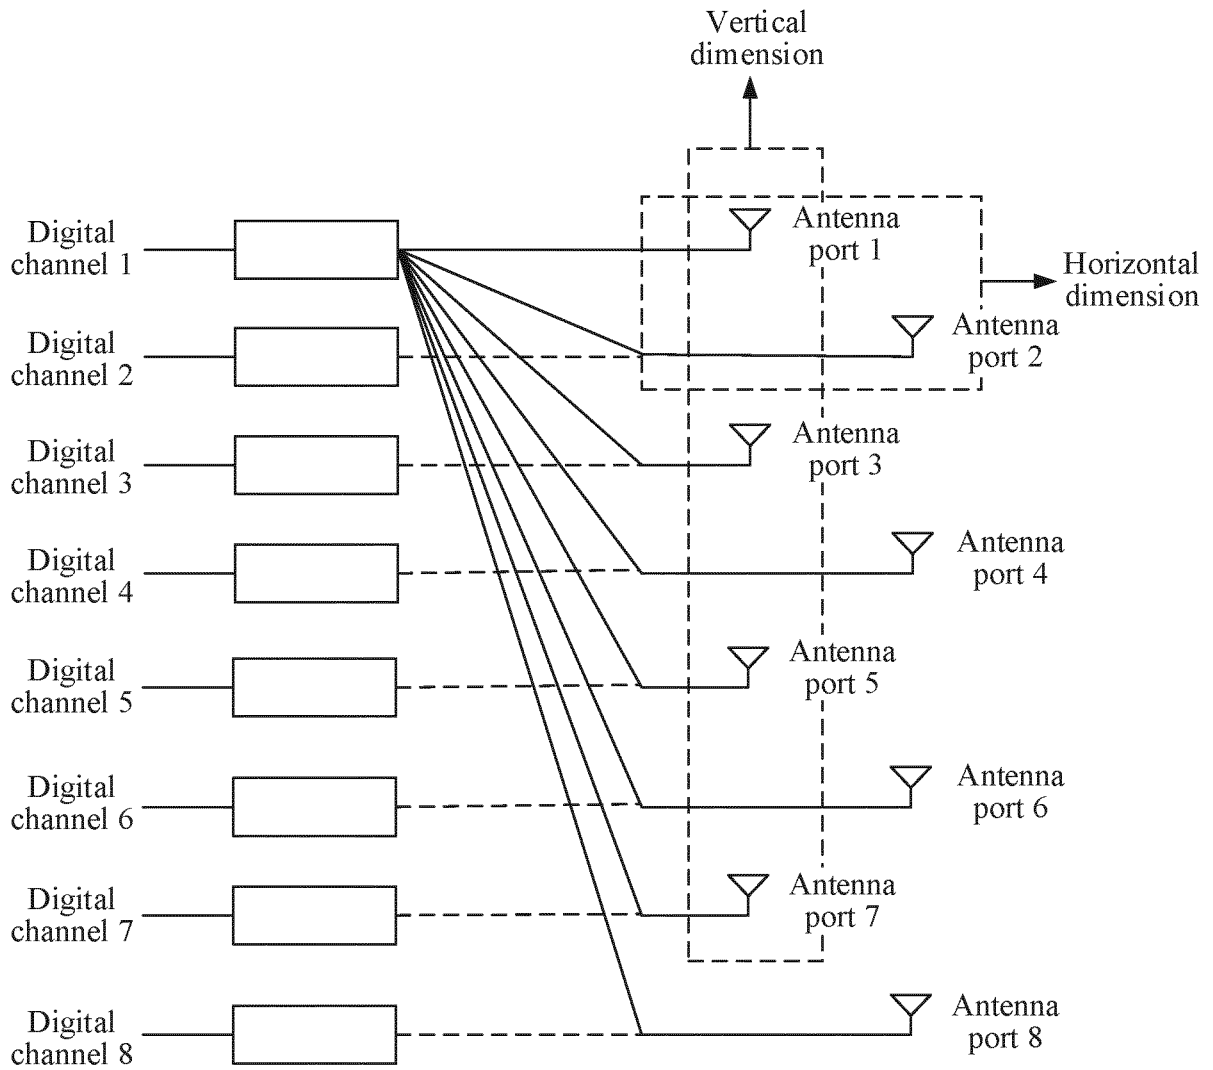 Vertical
dimension
Digital
channel 1
Antenna
port 1
Horizontal
dimension
Digital
channel 2
Antenna
port 2
Digital
channel 3
Antenna
port 3
Digital
channel 4
Antenna
port 4
Digital
channel 5
Antenna
port 5
Digital
channel 6
Antenna
port 6
Digital
channel 7
Antenna
port 7
Digital
channel 8
Antenna
port 8